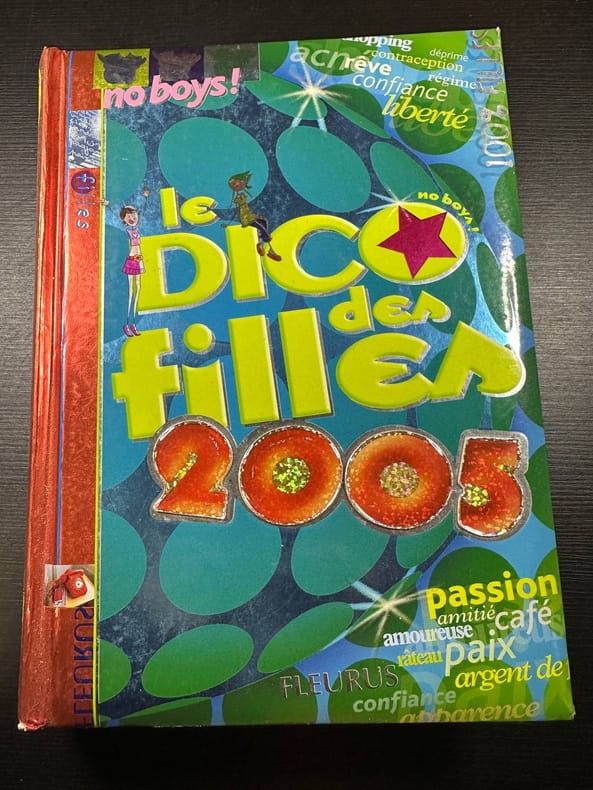 no boys !
shopping
déprime
acné
contraception
rêve
régime
confiance
liberté
le
no boys !
DICO
des
filles
2005
passion
amitié café
amoureuse
râteau paix
argent de
FLEURUS
confiance
apparence
FLEURUS